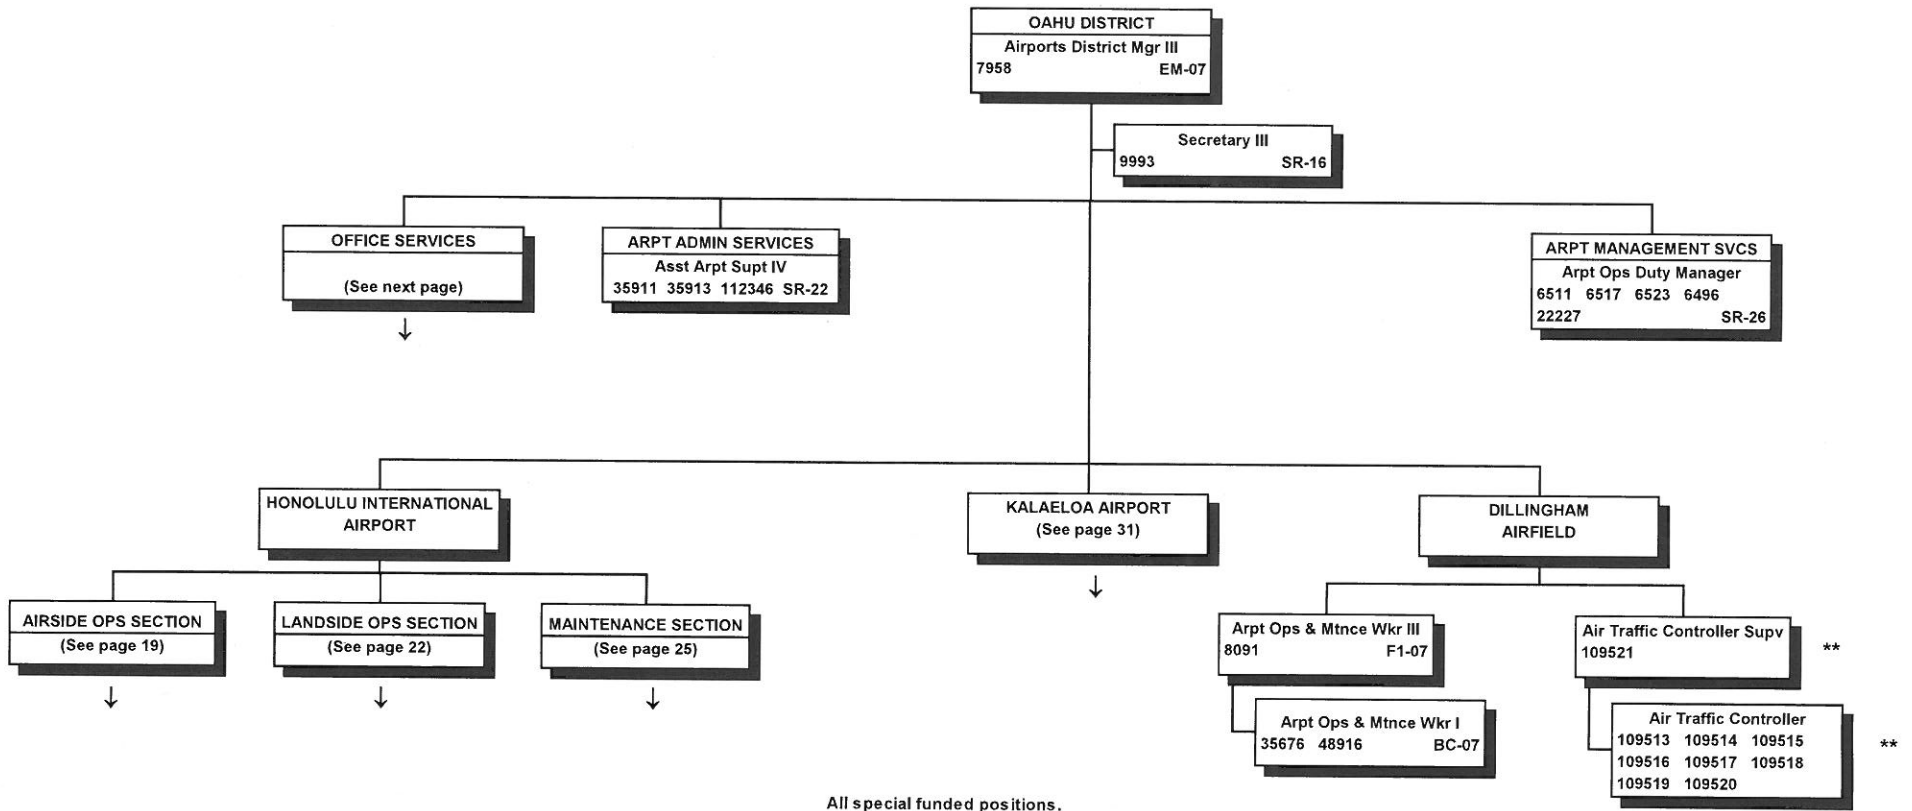 OAHU DISTRICT
Airports District Mgr III
7958 EM-07
Secretary III
9993 SR-16
OFFICE SERVICES
(See next page)
ARPT ADMIN SERVICES
Asst Arpt Supt IV
35911 35913 112346 SR-22
ARPT MANAGEMENT SVCS
Arpt Ops Duty Manager
6511 6517 6523 6496
22227 SR-26
HONOLULU INTERNATIONAL
AIRPORT
KALAELOA AIRPORT
(See page 31)
DILLINGHAM
AIRFIELD
AIRSIDE OPS SECTION
(See page 19)
LANDSIDE OPS SECTION
(See page 22)
MAINTENANCE SECTION
(See page 25)
Arpt Ops & Mtnce Wkr III
8091 F1-07
Arpt Ops & Mtnce Wkr I
35676 48916 BC-07
Air Traffic Controller Supv
109521
**
Air Traffic Controller
109513 109514 109515
109516 109517 109518
109519 109520
**
All special funded positions.